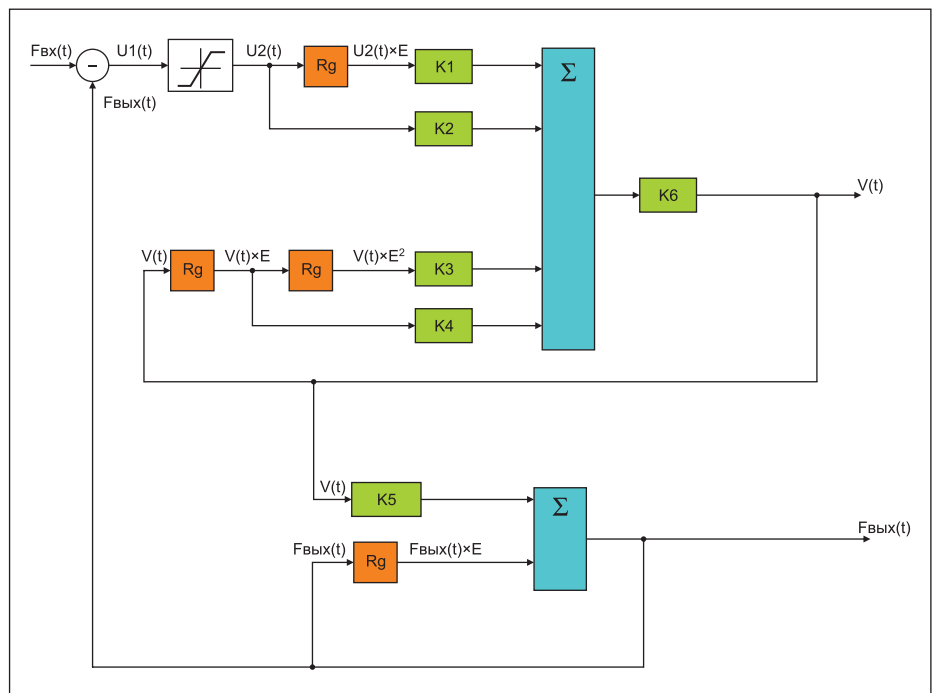 Fвх(t)
U1(t)
U2(t)
Rg
U2(t)×E
K1
Σ
Fвых(t)
K2
K6
V(t)
V(t)
Rg
V(t)×E
Rg
V(t)×E²
K3
K4
V(t)
K5
Σ
Fвых(t)
Fвых(t)
Rg
Fвых(t)×E